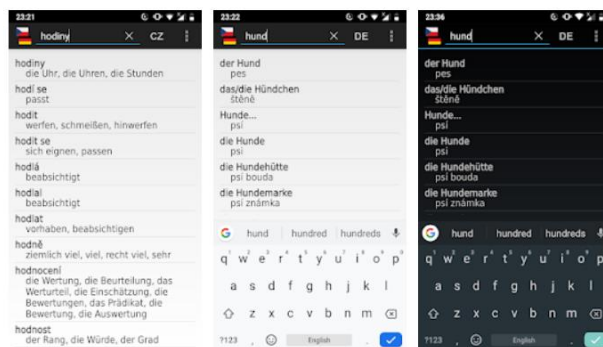 23:21
hodiny
CZ
hodiny
die Uhr, die Uhren, die Stunden
hodí se
passt
hodit
werfen, schmeißen, hinwerfen
hodit se
sich eignen, passen
hodlá
beabsichtigt
hodlal
beabsichtigt
hodlat
vorhaben, beabsichtigen
hodně
ziemlich viel, viel, recht viel, sehr
hodnocení
die Wertung, die Beurteilung, das
Werturteil, die Einschätzung, die
Bewertungen, das Prädikat, die
Bewertung, die Auswertung
hodnost
der Rang, die Würde, der Grad
23:22
hund
DE
der Hund
pes
das/die Hündchen
štěně
Hunde...
psí
die Hunde
psi
die Hundehütte
psí bouda
die Hundemarke
psí známka
hund hundred hundreds
q w e r t y u i o p
a s d f g h j k l
z x c v b n m
?123 , English .
23:36
hund
DE
der Hund
pes
das/die Hündchen
štěně
Hunde...
psí
die Hunde
psi
die Hundehütte
psí bouda
die Hundemarke
psí známka
hund hundred hundreds
q w e r t y u i o p
a s d f g h j k l
z x c v b n m
?123 , English .